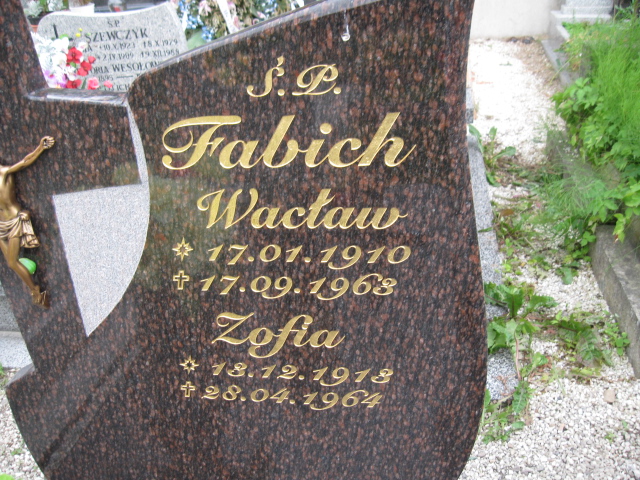 Ś.P.
SZEWCZYK
Ś.P.
Fabich
Wacław
17.01.1910
17.09.1963
Zofia
13.12.1913
28.04.1964